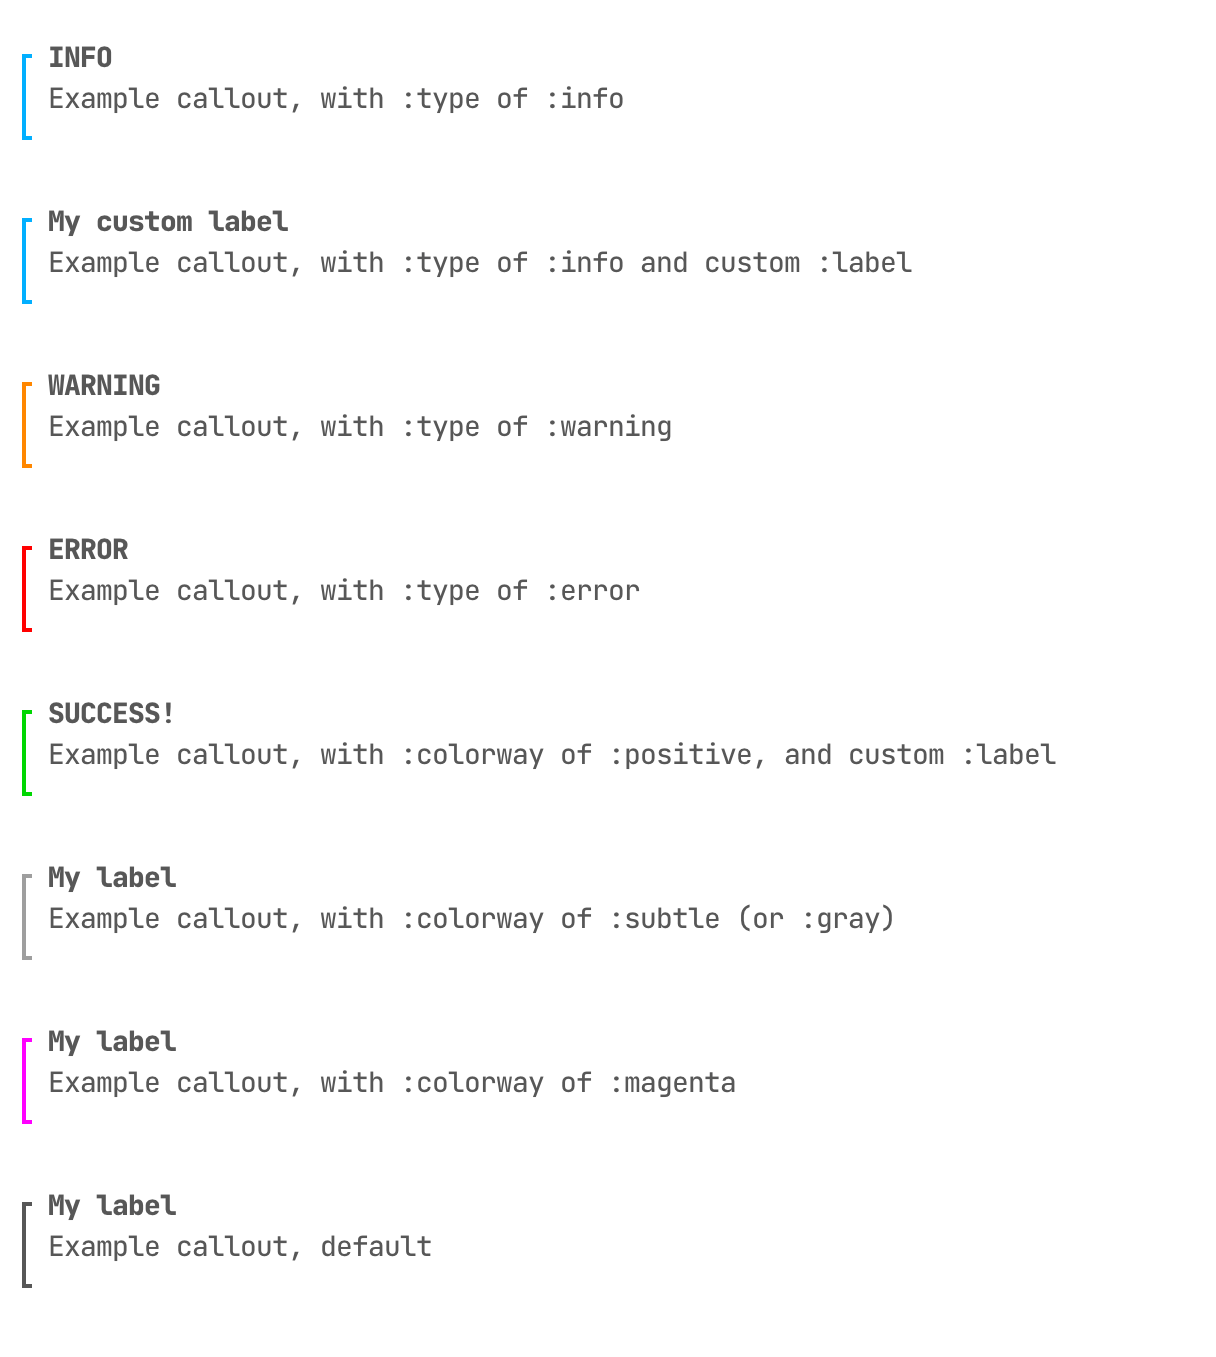 INFO
Example callout, with :type of :info
My custom label
Example callout, with :type of :info and custom :label
WARNING
Example callout, with :type of :warning
ERROR
Example callout, with :type of :error
SUCCESS!
Example callout, with :colorway of :positive, and custom :label
My label
Example callout, with :colorway of :subtle (or :gray)
My label
Example callout, with :colorway of :magenta
My label
Example callout, default